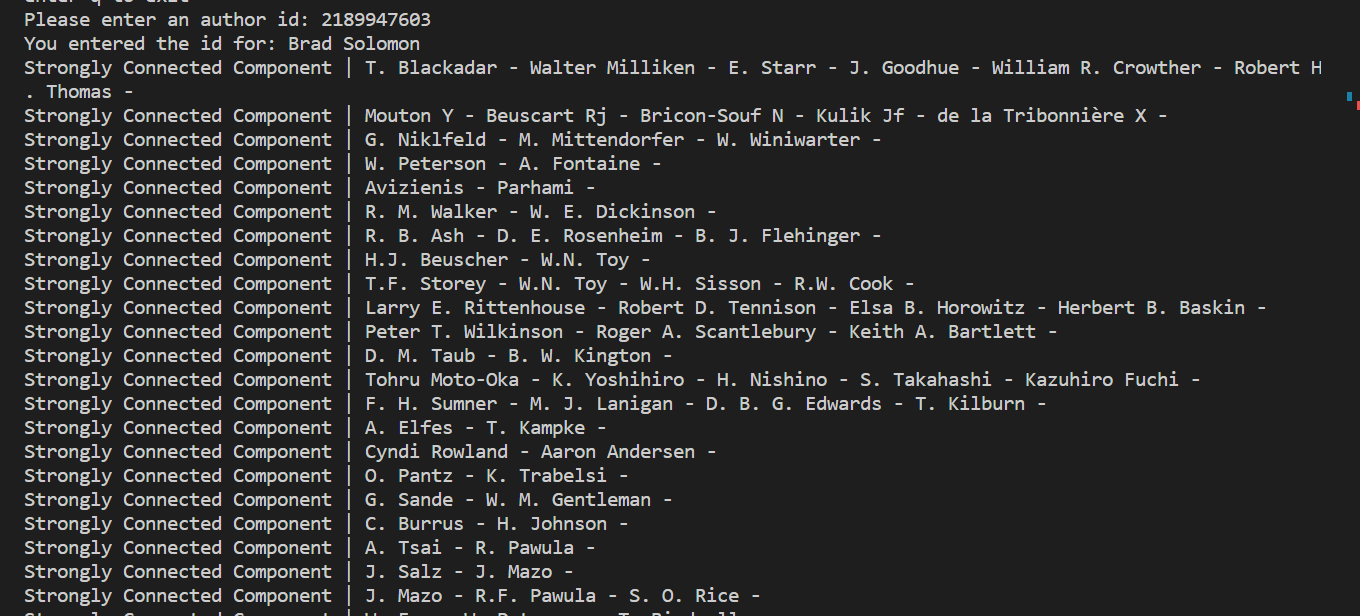 Please enter an author id: 2189947603
You entered the id for: Brad Solomon
Strongly Connected Component | T. Blackadar - Walter Milliken - E. Starr - J. Goodhue - William R. Crowther - Robert H
. Thomas -
Strongly Connected Component | Mouton Y - Beuscart Rj - Bricon-Souf N - Kulik Jf - de la Tribonnière X -
Strongly Connected Component | G. Niklfeld - M. Mittendorfer - W. Winiwarter -
Strongly Connected Component | W. Peterson - A. Fontaine -
Strongly Connected Component | Avizienis - Parhami -
Strongly Connected Component | R. M. Walker - W. E. Dickinson -
Strongly Connected Component | R. B. Ash - D. E. Rosenheim - B. J. Flehinger -
Strongly Connected Component | H.J. Beuscher - W.N. Toy -
Strongly Connected Component | T.F. Storey - W.N. Toy - W.H. Sisson - R.W. Cook -
Strongly Connected Component | Larry E. Rittenhouse - Robert D. Tennison - Elsa B. Horowitz - Herbert B. Baskin -
Strongly Connected Component | Peter T. Wilkinson - Roger A. Scantlebury - Keith A. Bartlett -
Strongly Connected Component | D. M. Taub - B. W. Kington -
Strongly Connected Component | Tohru Moto-Oka - K. Yoshihiro - H. Nishino - S. Takahashi - Kazuhiro Fuchi -
Strongly Connected Component | F. H. Sumner - M. J. Lanigan - D. B. G. Edwards - T. Kilburn -
Strongly Connected Component | A. Elfes - T. Kampke -
Strongly Connected Component | Cyndi Rowland - Aaron Andersen -
Strongly Connected Component | O. Pantz - K. Trabelsi -
Strongly Connected Component | G. Sande - W. M. Gentleman -
Strongly Connected Component | C. Burrus - H. Johnson -
Strongly Connected Component | A. Tsai - R. Pawula -
Strongly Connected Component | J. Salz - J. Mazo -
Strongly Connected Component | J. Mazo - R.F. Pawula - S. O. Rice -
Strongly Connected Component |